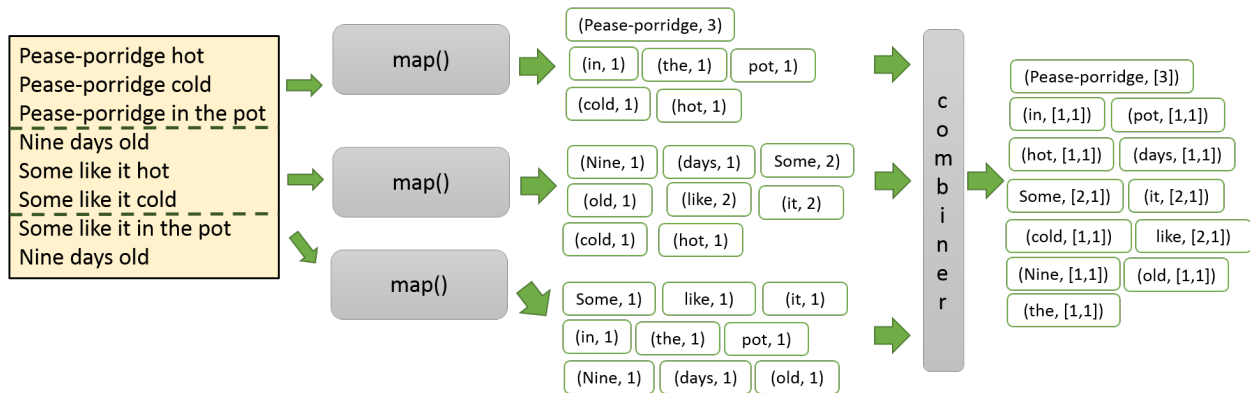 Pease-porridge hot
Pease-porridge cold
Pease-porridge in the pot
Nine days old
Some like it hot
Some like it cold
Some like it in the pot
Nine days old
map()
map()
map()
(Pease-porridge, 3)
(in, 1) (the, 1) pot, 1)
(cold, 1) (hot, 1)
(Nine, 1) (days, 1) Some, 2)
(old, 1) (like, 2) (it, 2)
(cold, 1) (hot, 1)
Some, 1) like, 1) (it, 1)
(in, 1) (the, 1) pot, 1)
(Nine, 1) (days, 1) (old, 1)
combiner
(Pease-porridge, [3])
(in, [1,1]) (pot, [1,1])
(hot, [1,1]) (days, [1,1])
Some, [2,1]) (it, [2,1])
(cold, [1,1]) like, [2,1])
(Nine, [1,1]) (old, [1,1])
(the, [1,1])